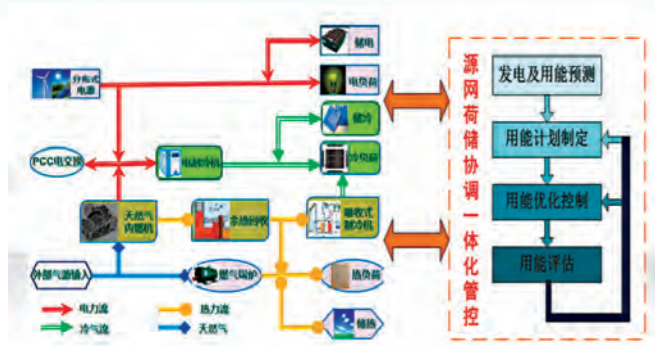 储电
分布式
电源
电负荷
储冷
PCC电交换
电制冷机
冷负荷
天然气
内燃机
余热回收
吸收式
制冷机
外部气源输入
燃气锅炉
热负荷
储热
电力流
热力流
冷气流
天然气
源网荷储协调一体化管控
发电及用能预测
用能计划制定
用能优化控制
用能评估